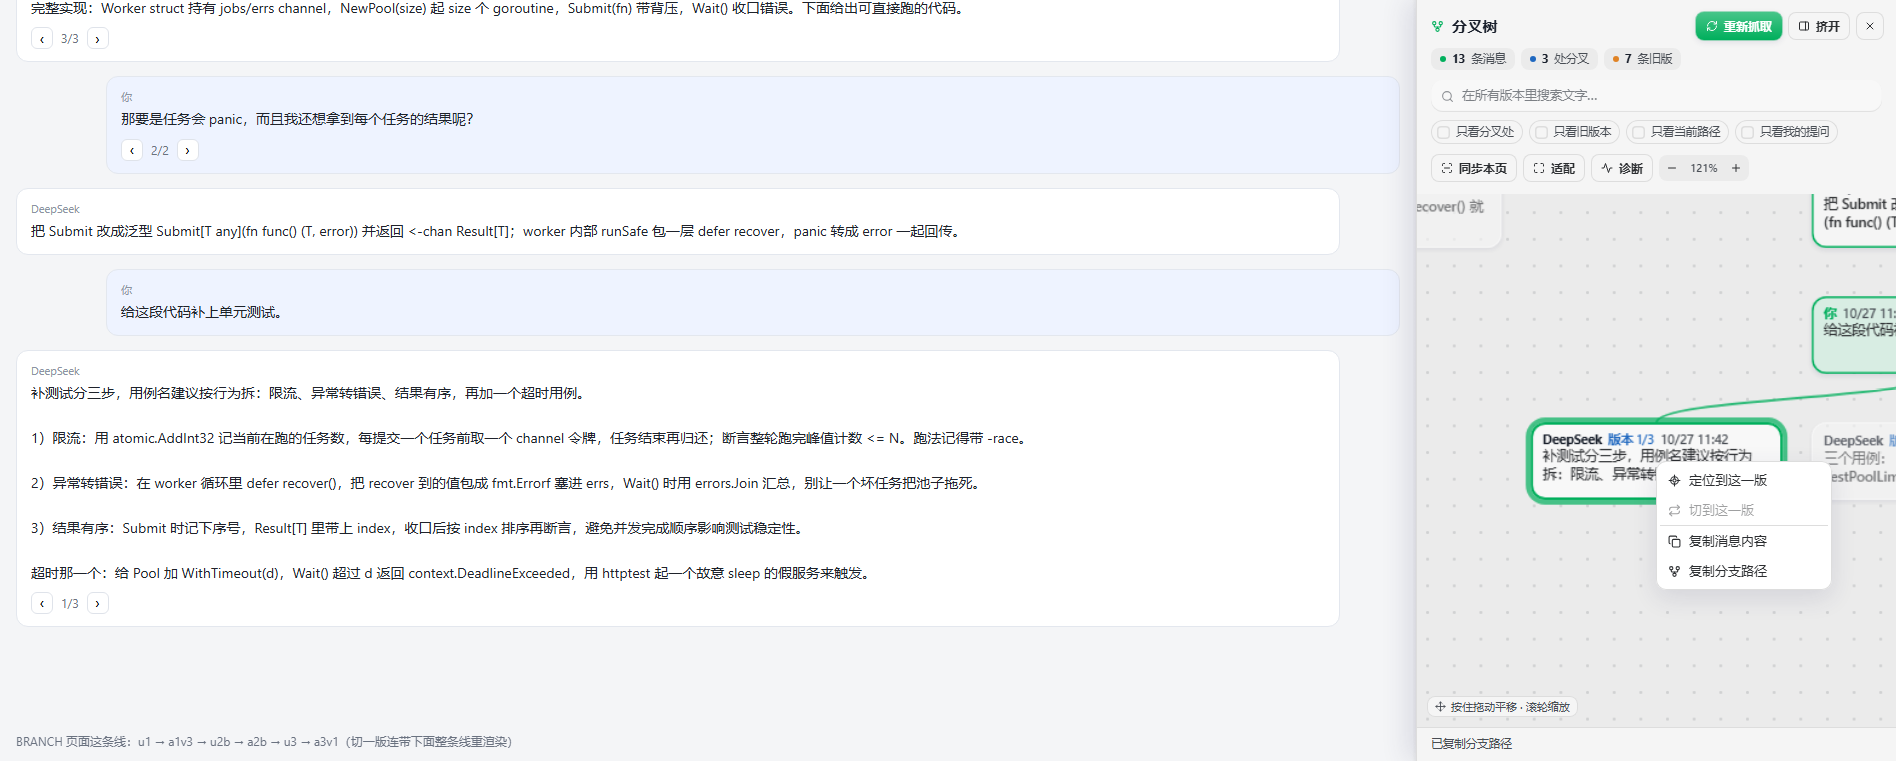 完整实现：Worker struct 持有 jobs/errs channel，NewPool(size) 起 size 个 goroutine，Submit(fn) 带背压，Wait() 收口错误。下面给出可直接跑的代码。
‹ 3/3 ›
你
那要是任务会 panic，而且我还想拿到每个任务的结果呢？
‹ 2/2 ›
DeepSeek
把 Submit 改成泛型 Submit[T any](fn func() (T, error)) 并返回 <-chan Result[T]；worker 内部 runSafe 包一层 defer recover，panic 转成 error 一起回传。
你
给这段代码补上单元测试。
DeepSeek
补测试分三步，用例名建议按行为拆：限流、异常转错误、结果有序，再加一个超时用例。
1）限流：用 atomic.AddInt32 记当前在跑的任务数，每提交一个任务前取一个 channel 令牌，任务结束再归还；断言整轮跑完峰值计数 <= N。跑法记得带 -race。
2）异常转错误：在 worker 循环里 defer recover()，把 recover 到的值包成 fmt.Errorf 塞进 errs，Wait() 时用 errors.Join 汇总，别让一个坏任务把池子拖死。
3）结果有序：Submit 时记下序号，Result[T] 里带上 index，收口后按 index 排序再断言，避免并发完成顺序影响测试稳定性。
超时那一个：给 Pool 加 WithTimeout(d)，Wait() 超过 d 返回 context.DeadlineExceeded，用 httptest 起一个故意 sleep 的假服务来触发。
‹ 1/3 ›
BRANCH 页面这条线：u1 → a1v3 → u2b → a2b → u3 → a3v1（切一版连带下面整条线重渲染）
分叉树
重新抓取
挤开
13 条消息
3 处分叉
7 条旧版
在所有版本里搜索文字...
只看分叉处
只看旧版本
只看当前路径
只看我的提问
同步本页
适配
诊断
− 121% +
ecover() 就
把 Submit 改
(fn func() (T
你 10/27 11:
给这段代码
DeepSeek 版本 1/3 10/27 11:42
补测试分三步，用例名建议按行为
拆：限流、异常转
DeepSeek
三个用例：
estPoolLim
定位到这一版
切到这一版
复制消息内容
复制分支路径
按住拖动平移 · 滚轮缩放
已复制分支路径